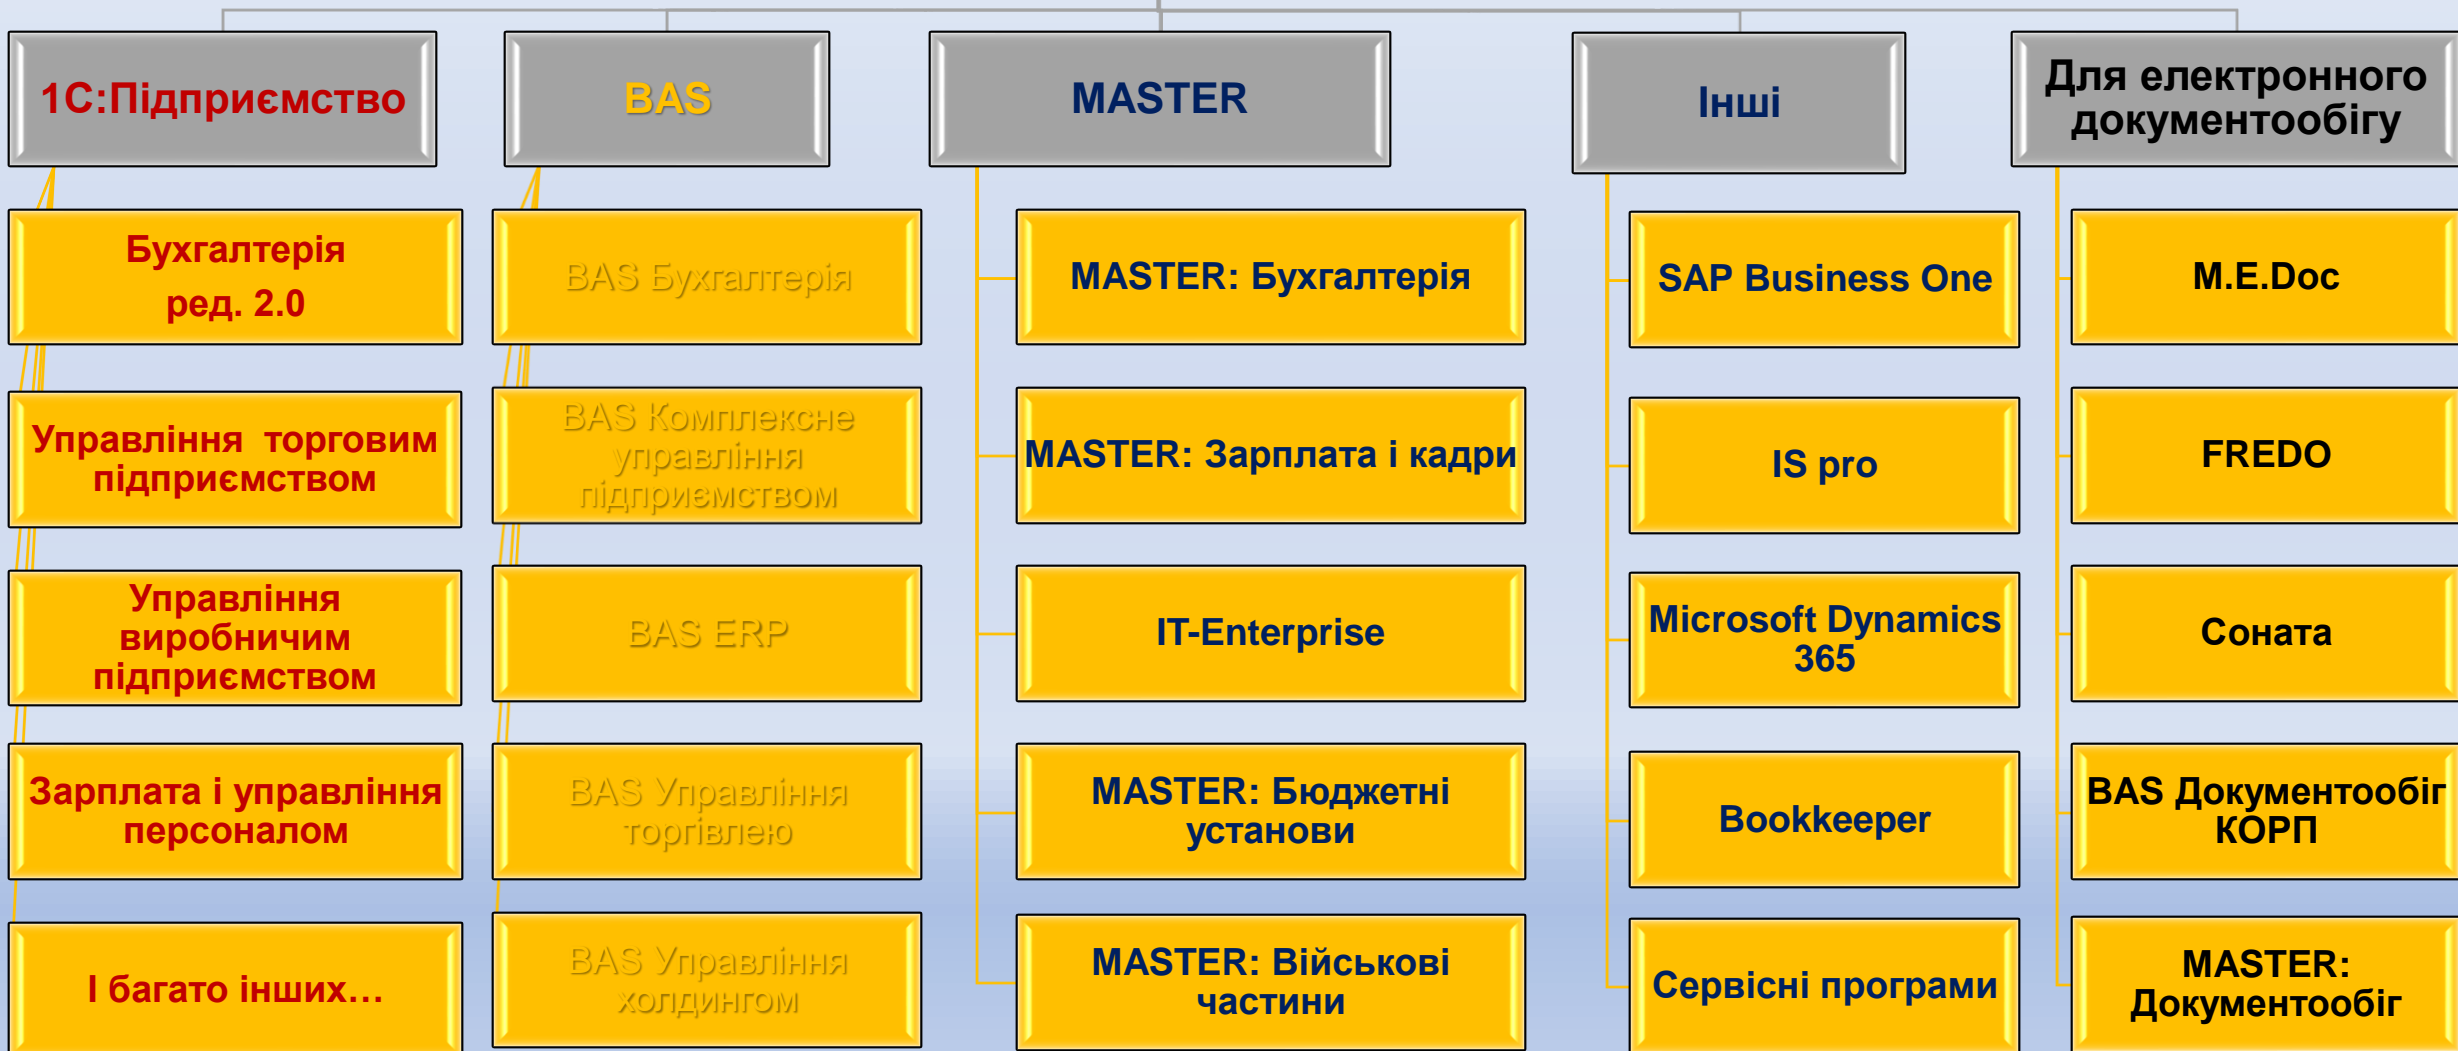 1С:Підприємство
Бухгалтерія
ред. 2.0
Управління торговим
підприємством
Управління
виробничим
підприємством
Зарплата і управління
персоналом
І багато інших…
BAS
BAS Бухгалтерія
BAS Комплексне
управління
підприємством
BAS ERP
BAS Управління
торгівлею
BAS Управління
холдингом
MASTER
MASTER: Бухгалтерія
MASTER: Зарплата і кадри
IT-Enterprise
MASTER: Бюджетні
установи
MASTER: Військові
частини
Інші
SAP Business One
IS pro
Microsoft Dynamics
365
Bookkeeper
Сервісні програми
Для електронного
документообігу
M.E.Doc
FREDO
Соната
BAS Документообіг
КОРП
MASTER:
Документообіг